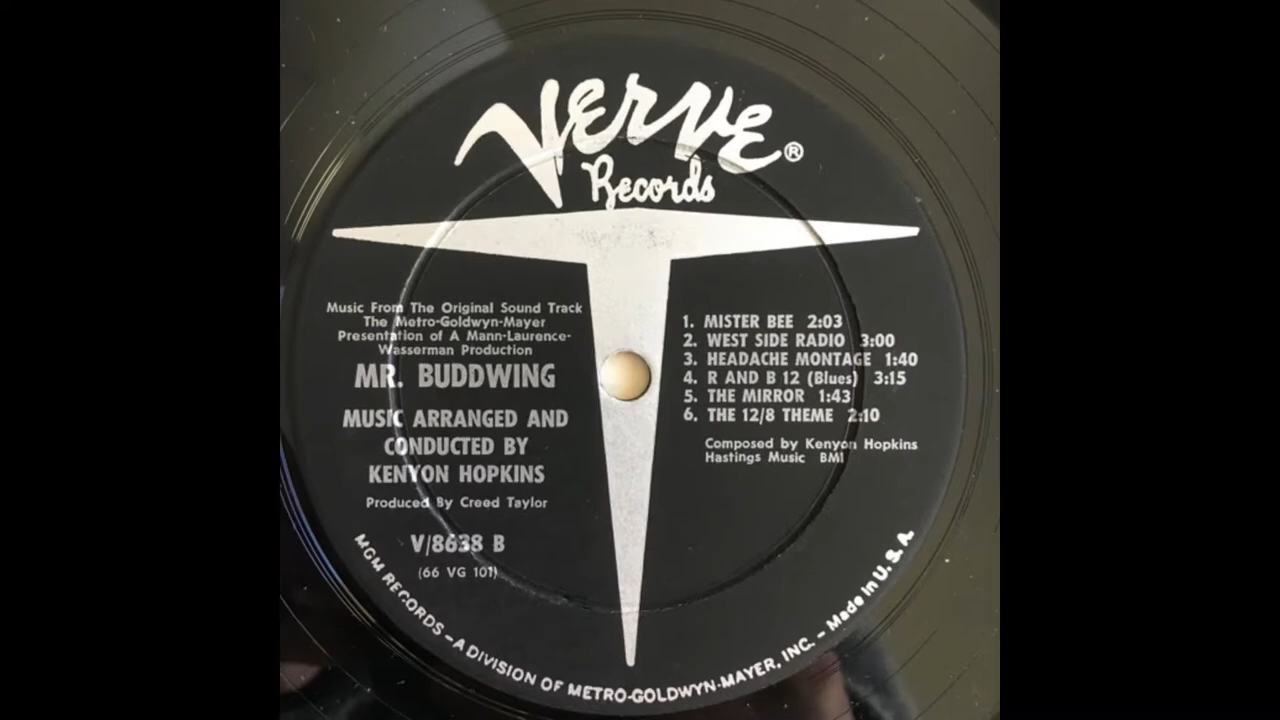 Verve®
Records
Music From The Original Sound Track
The Metro-Goldwyn-Mayer
Presentation of A Mann-Laurence-
Wasserman Production
MR. BUDDWING
MUSIC ARRANGED AND
CONDUCTED BY
KENYON HOPKINS
Produced By Creed Taylor
V/8638 B
(66 VG 101)
1. MISTER BEE 2:03
2. WEST SIDE RADIO 3:00
3. HEADACHE MONTAGE 1:40
4. R AND B 12 (Blues) 3:15
5. THE MIRROR 1:43
6. THE 12/8 THEME 2:10
Composed by Kenyon Hopkins
Hastings Music BMI
MGM RECORDS – A DIVISION OF METRO-GOLDWYN-MAYER, INC. – Made in U. S. A.